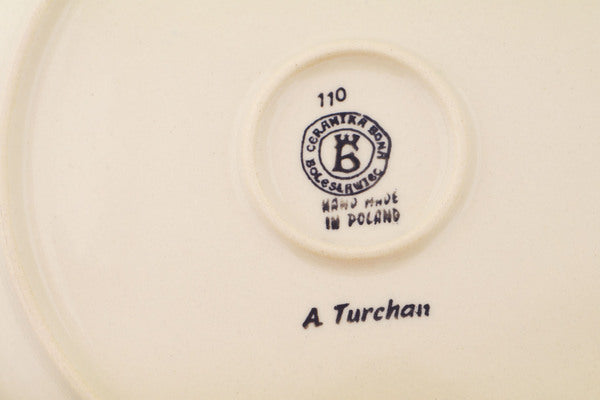 110
CERAMIKA BONA
BOLESŁAWIEC
B
HAND MADE
IN POLAND
A Turchan